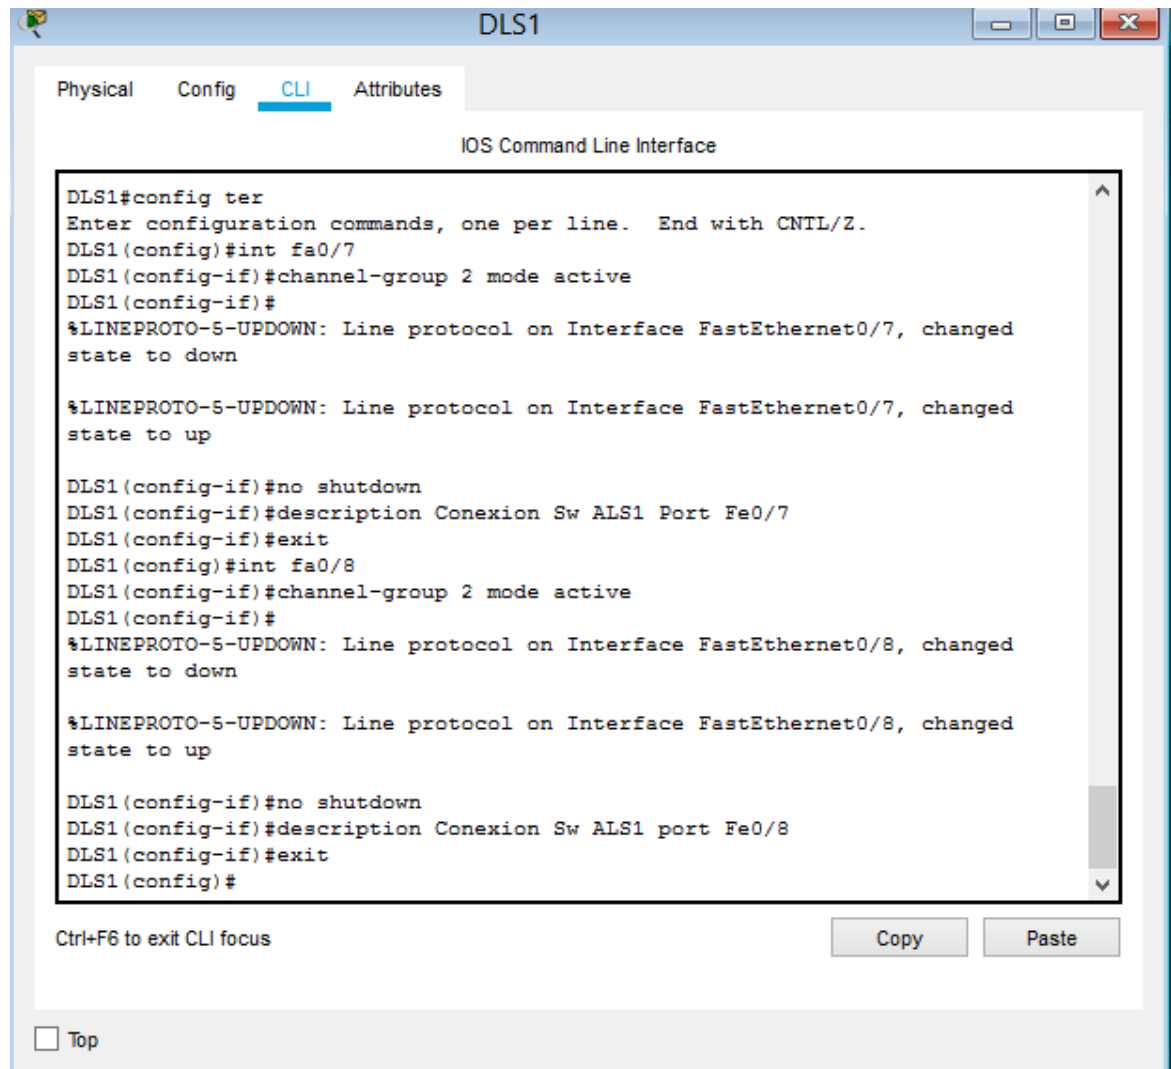 DLS1
Physical Config CLI Attributes
IOS Command Line Interface
DLS1#config ter
Enter configuration commands, one per line.  End with CNTL/Z.
DLS1(config)#int fa0/7
DLS1(config-if)#channel-group 2 mode active
DLS1(config-if)#
%LINEPROTO-5-UPDOWN: Line protocol on Interface FastEthernet0/7, changed
state to down
%LINEPROTO-5-UPDOWN: Line protocol on Interface FastEthernet0/7, changed
state to up
DLS1(config-if)#no shutdown
DLS1(config-if)#description Conexion Sw ALS1 Port Fe0/7
DLS1(config-if)#exit
DLS1(config)#int fa0/8
DLS1(config-if)#channel-group 2 mode active
DLS1(config-if)#
%LINEPROTO-5-UPDOWN: Line protocol on Interface FastEthernet0/8, changed
state to down
%LINEPROTO-5-UPDOWN: Line protocol on Interface FastEthernet0/8, changed
state to up
DLS1(config-if)#no shutdown
DLS1(config-if)#description Conexion Sw ALS1 port Fe0/8
DLS1(config-if)#exit
DLS1(config)#
Ctrl+F6 to exit CLI focus Copy Paste
Top